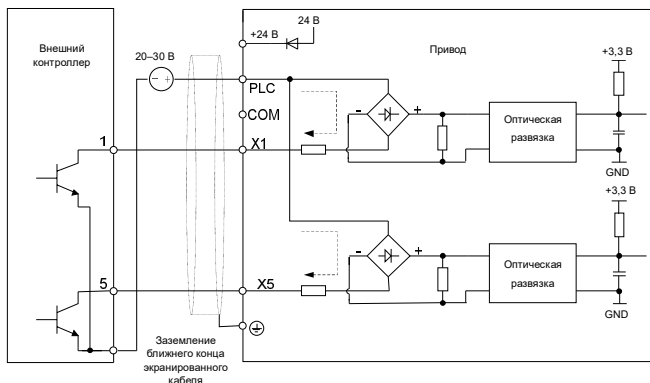 Внешний
контроллер
20–30 В
- +
+24 В
24 В
Привод
PLC
COM
1
X1
- +
Оптическая
развязка
+3,3 В
GND
5
X5
- +
Оптическая
развязка
+3,3 В
GND
Заземление
ближнего конца
экранированного
кабеля